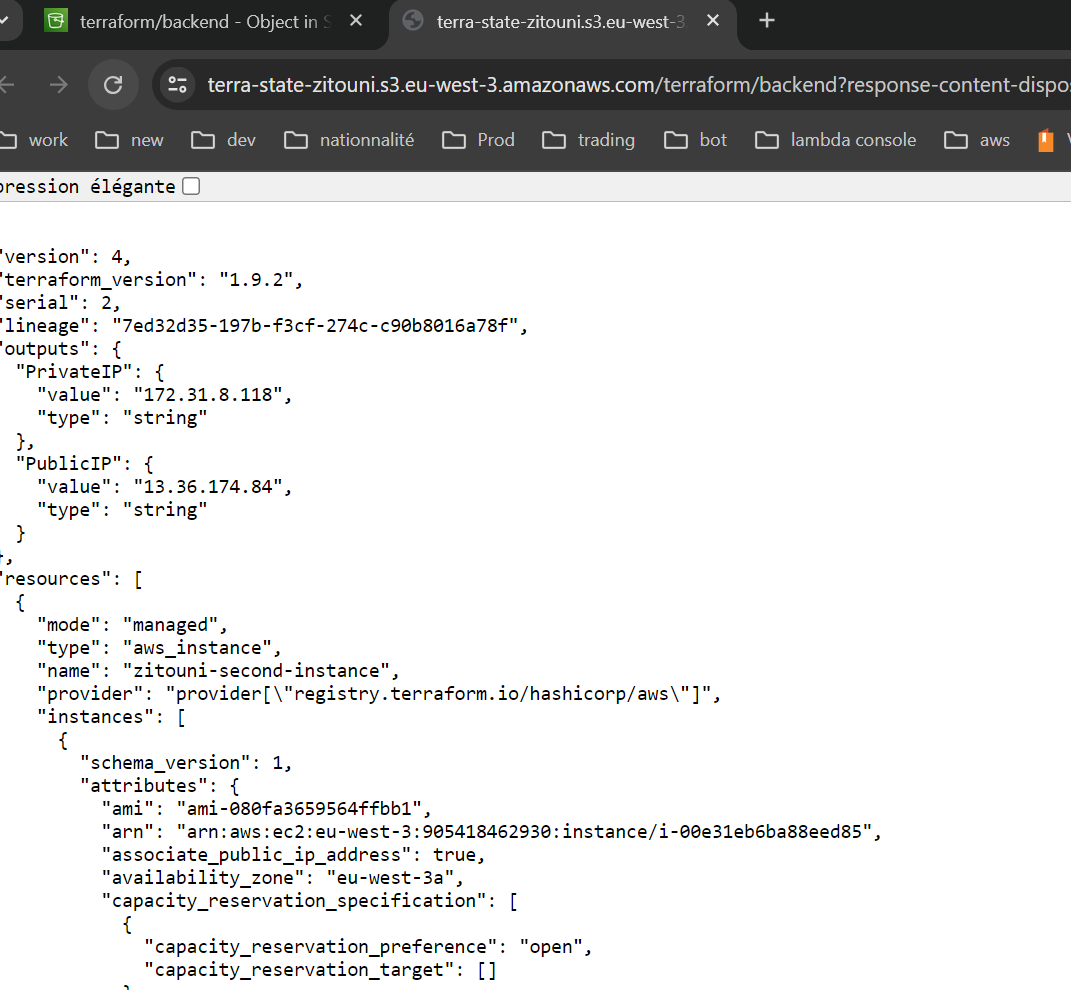 terraform/backend - Object in S
terra-state-zitouni.s3.eu-west-3.
terra-state-zitouni.s3.eu-west-3.amazonaws.com/terraform/backend?response-content-dispo
work new dev nationnalité Prod trading bot lambda console aws
pression élégante
"version": 4,
"terraform_version": "1.9.2",
"serial": 2,
"lineage": "7ed32d35-197b-f3cf-274c-c90b8016a78f",
"outputs": {
"PrivateIP": {
"value": "172.31.8.118",
"type": "string"
},
"PublicIP": {
"value": "13.36.174.84",
"type": "string"
}
},
"resources": [
{
"mode": "managed",
"type": "aws_instance",
"name": "zitouni-second-instance",
"provider": "provider[\"registry.terraform.io/hashicorp/aws\"]",
"instances": [
{
"schema_version": 1,
"attributes": {
"ami": "ami-080fa3659564ffbb1",
"arn": "arn:aws:ec2:eu-west-3:905418462930:instance/i-00e31eb6ba88eed85",
"associate_public_ip_address": true,
"availability_zone": "eu-west-3a",
"capacity_reservation_specification": [
{
"capacity_reservation_preference": "open",
"capacity_reservation_target": []